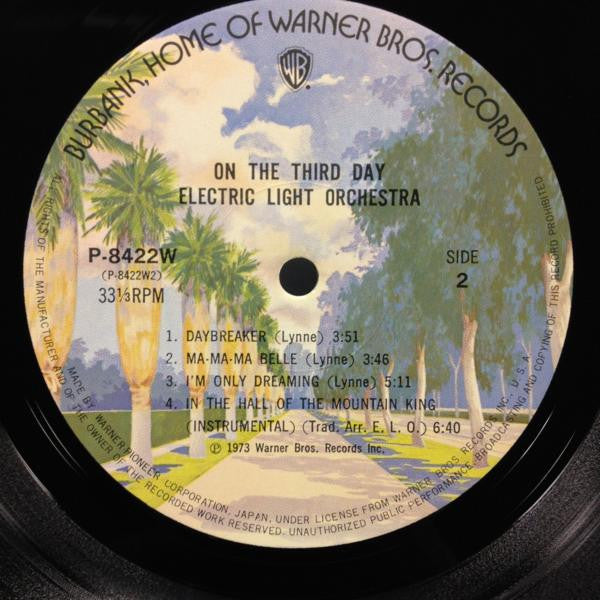 BURBANK, HOME OF WARNER BROS. RECORDS
WB
ON THE THIRD DAY
ELECTRIC LIGHT ORCHESTRA
P-8422W
(P-8422W2)
33⅓RPM
SIDE
2
1. DAYBREAKER (Lynne) 3:51
2. MA-MA-MA BELLE (Lynne) 3:46
3. I'M ONLY DREAMING (Lynne) 5:11
4. IN THE HALL OF THE MOUNTAIN KING
(INSTRUMENTAL) (Trad. Arr. E. L. O.) 6:40
Ⓟ 1973 Warner Bros. Records Inc.
MADE BY WARNER-PIONEER CORPORATION, JAPAN, UNDER LICENSE FROM WARNER BROS. RECORDS INC. U.S.A.
ALL RIGHTS OF THE MANUFACTURER AND OF THE OWNER OF THE RECORDED WORK RESERVED. UNAUTHORIZED PUBLIC PERFORMANCE BROADCASTING AND COPYING OF THIS RECORD PROHIBITED